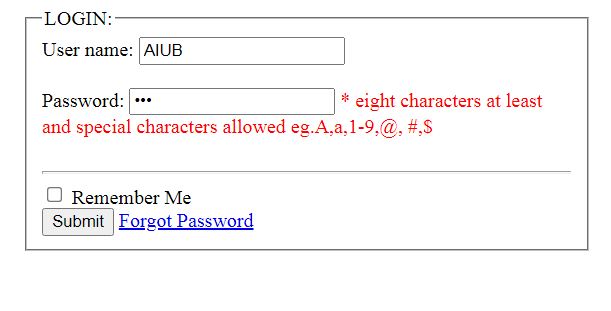 LOGIN:
User name: AIUB
Password: ••• * eight characters at least
and special characters allowed eg.A,a,1-9,@, #,$
Remember Me
Submit Forgot Password